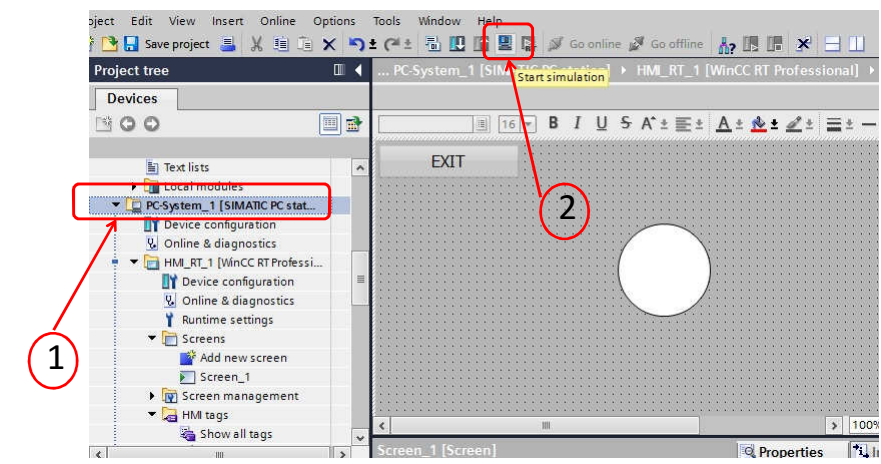 oject Edit View Insert Online Options Tools Window Help
Save project Go online Go offline
Project tree
... PC-System_1 [SIMATIC PC station] HMI_RT_1 [WinCC RT Professional]
Start simulation
Devices
16 B I U S A A
EXIT
Text lists
Local modules
PC-System_1 [SIMATIC PC stat...
2
Device configuration
Online & diagnostics
HMI_RT_1 [WinCC RT Professi...
Device configuration
Online & diagnostics
Runtime settings
1
Screens
Add new screen
Screen_1
Screen management
HMI tags
100%
Show all tags
Screen_1 [Screen]
Properties